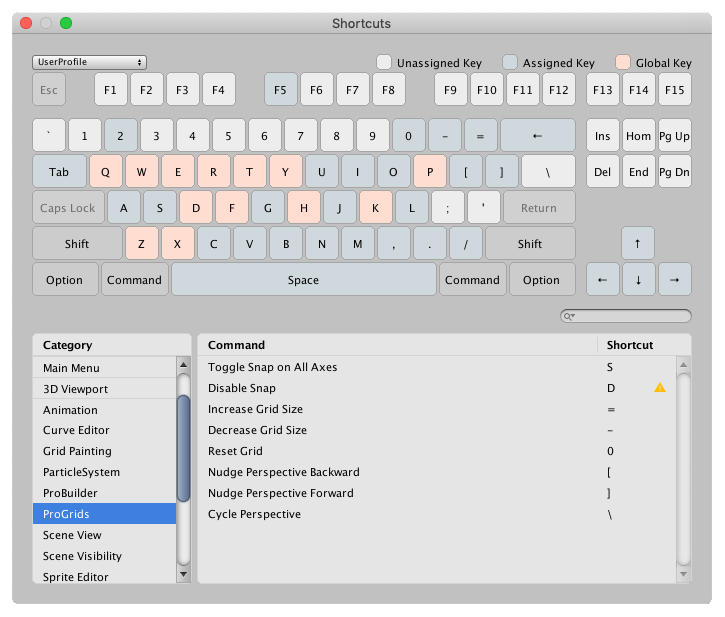 Shortcuts
UserProfile
Unassigned Key Assigned Key Global Key
Esc F1 F2 F3 F4 F5 F6 F7 F8 F9 F10 F11 F12 F13 F14 F15
` 1 2 3 4 5 6 7 8 9 0 - = ← Ins Hom Pg Up
Tab Q W E R T Y U I O P [ ] \ Del End Pg Dn
Caps Lock A S D F G H J K L ; ' Return
Shift Z X C V B N M , . / Shift ↑
Option Command Space Command Option ← ↓ →
Category
Main Menu
3D Viewport
Animation
Curve Editor
Grid Painting
ParticleSystem
ProBuilder
ProGrids
Scene View
Scene Visibility
Sprite Editor
Command Shortcut
Toggle Snap on All Axes S
Disable Snap D
Increase Grid Size =
Decrease Grid Size -
Reset Grid 0
Nudge Perspective Backward [
Nudge Perspective Forward ]
Cycle Perspective \